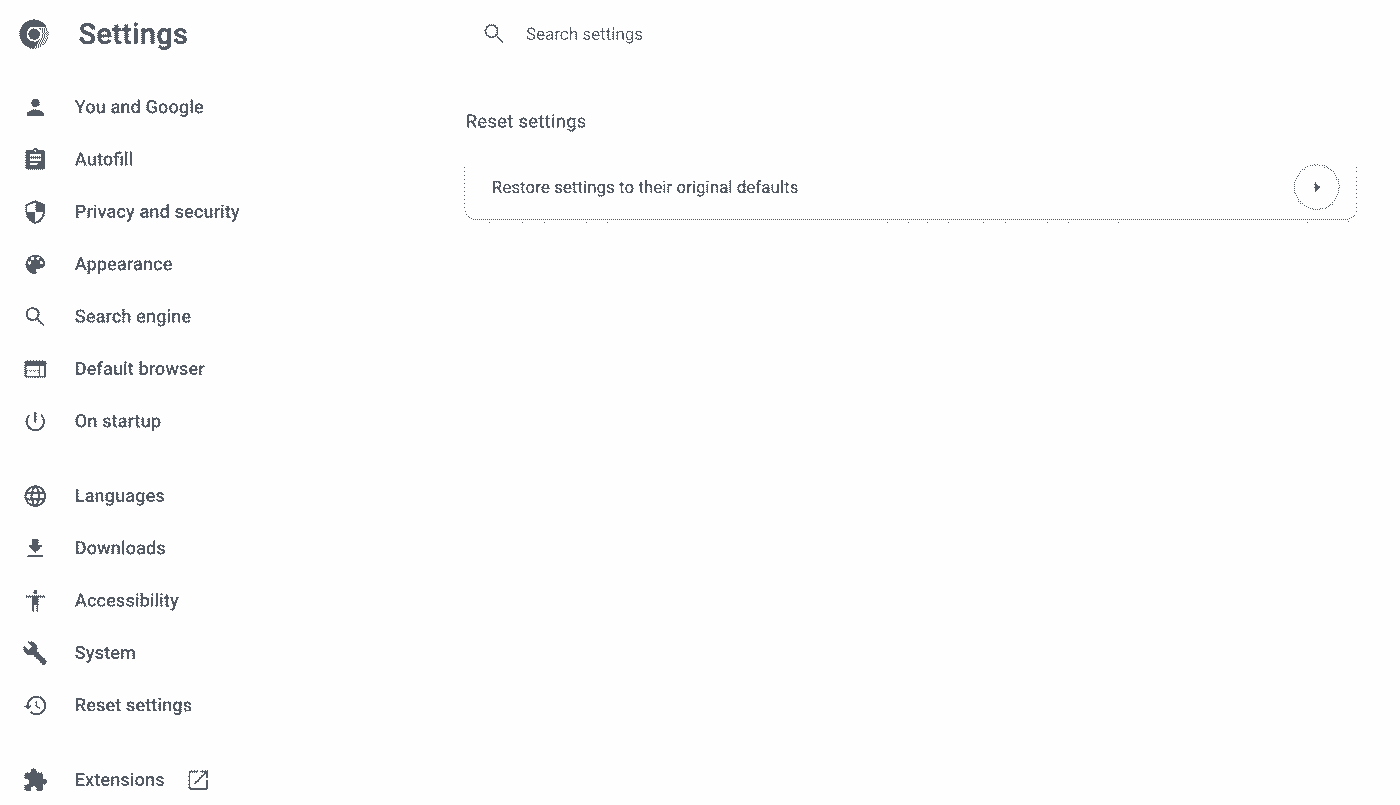 Settings
Search settings
You and Google
Autofill
Privacy and security
Appearance
Search engine
Default browser
On startup
Languages
Downloads
Accessibility
System
Reset settings
Extensions
Reset settings
Restore settings to their original defaults